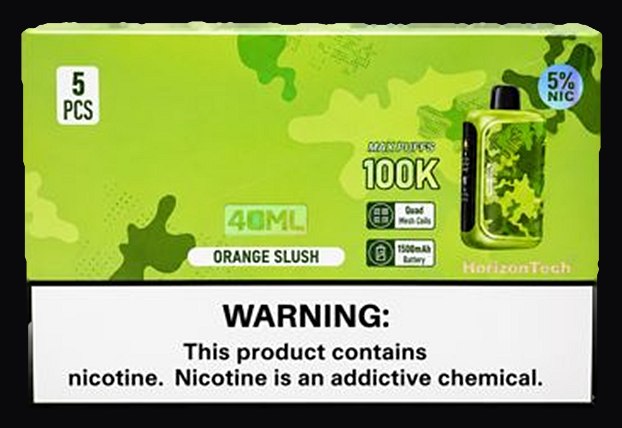 5
PCS
5%
NIC
MAX PUFFS
100K
40ML
Quad
Mesh Coils
1500mAh
Battery
ORANGE SLUSH
HorizonTech
WARNING:
This product contains
nicotine. Nicotine is an addictive chemical.